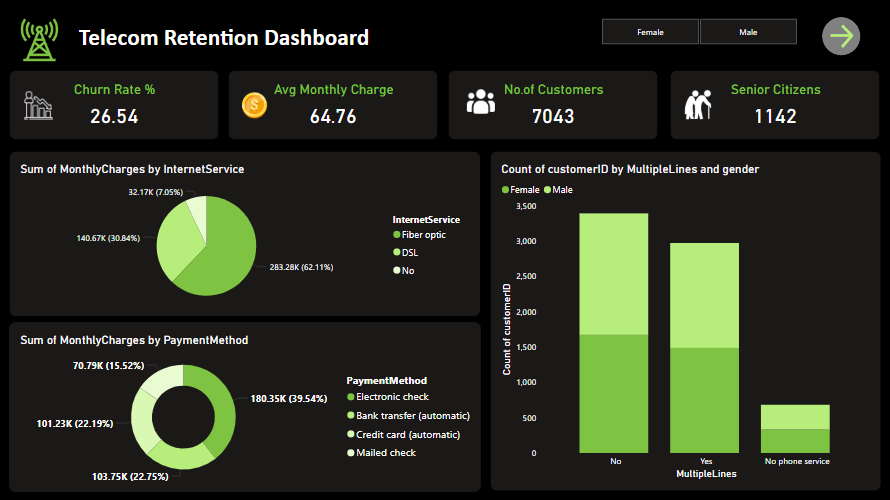 Telecom Retention Dashboard
Female
Male
Churn Rate %
26.54
Avg Monthly Charge
64.76
No.of Customers
7043
Senior Citizens
1142
Sum of MonthlyCharges by InternetService
32.17K (7.05%)
140.67K (30.84%)
283.28K (62.11%)
InternetService
Fiber optic
DSL
No
Sum of MonthlyCharges by PaymentMethod
70.79K (15.52%)
180.35K (39.54%)
101.23K (22.19%)
103.75K (22.75%)
PaymentMethod
Electronic check
Bank transfer (automatic)
Credit card (automatic)
Mailed check
Count of customerID by MultipleLines and gender
Female Male
3,500
3,000
2,500
2,000
1,500
1,000
500
0
Count of customerID
No
Yes
No phone service
MultipleLines